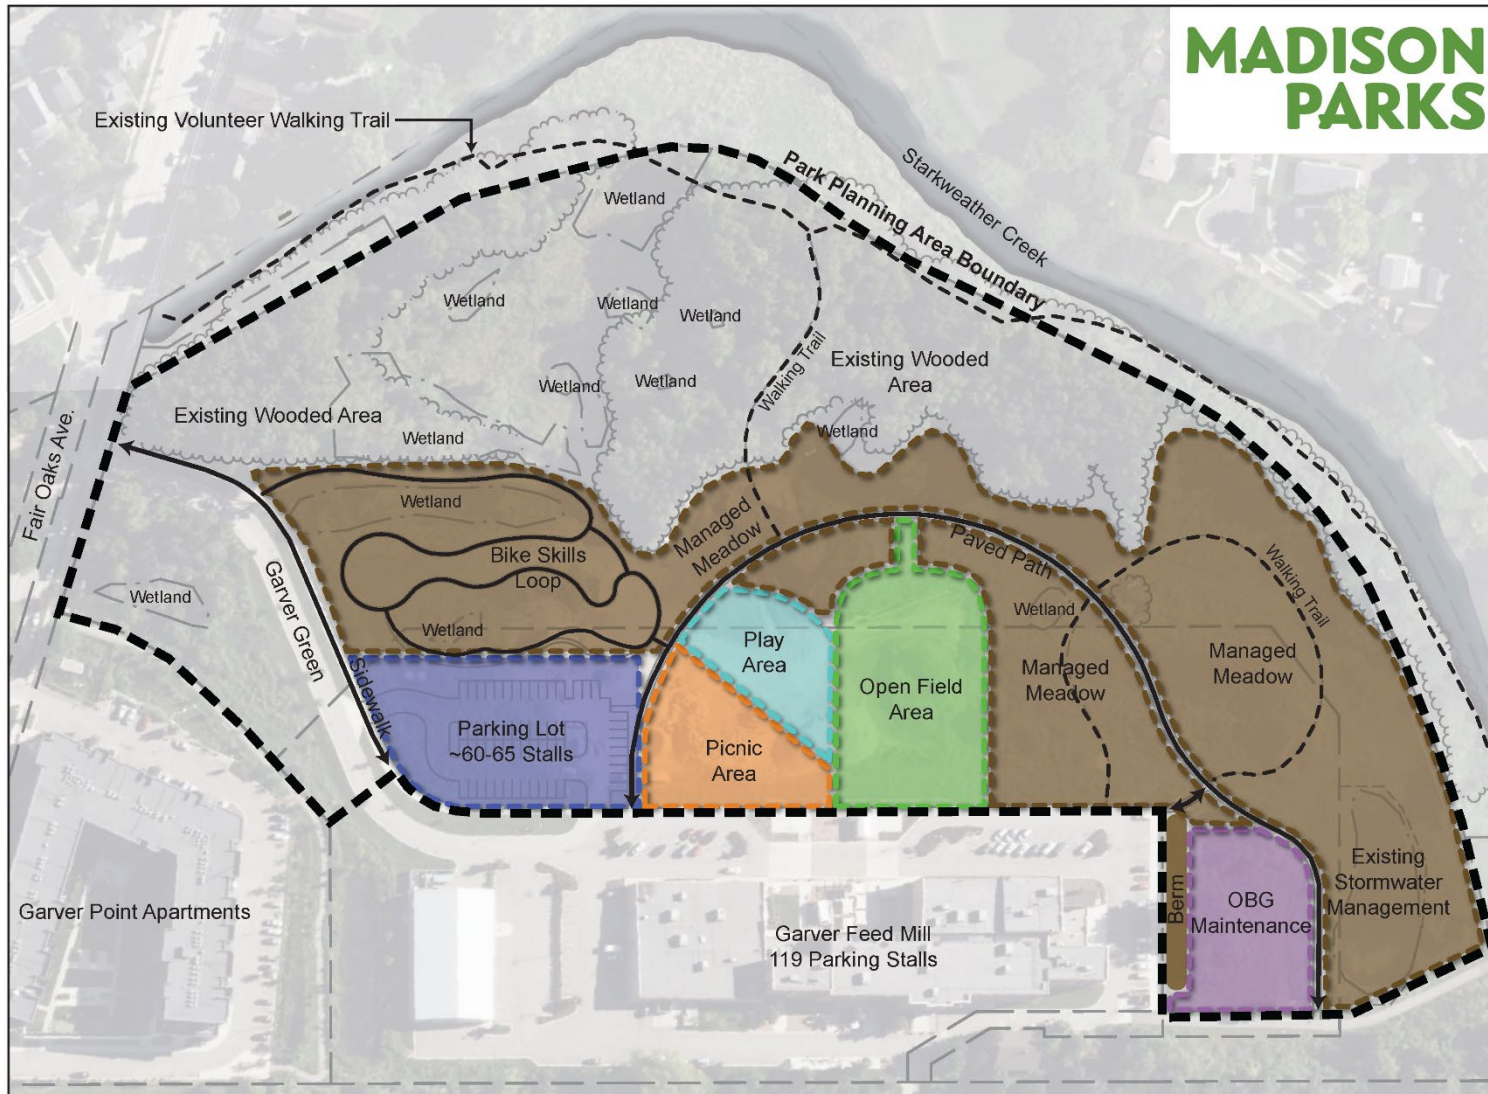 MADISON
PARKS
Existing Volunteer Walking Trail
Starkweather Creek
Park Planning Area Boundary
Wetland
Wetland
Wetland
Wetland
Wetland
Wetland
Walking Trail
Existing Wooded
Area
Existing Wooded Area
Wetland
Wetland
Fair Oaks Ave.
Wetland
Managed
Meadow
Bike Skills
Loop
Paved Path
Walking Trail
Garver Green
Wetland
Wetland
Wetland
Play
Area
Managed
Meadow
Managed
Meadow
Sidewalk
Open Field
Area
Parking Lot
~60-65 Stalls
Picnic
Area
Existing
Stormwater
Management
Berm
OBG
Maintenance
Garver Point Apartments
Garver Feed Mill
119 Parking Stalls